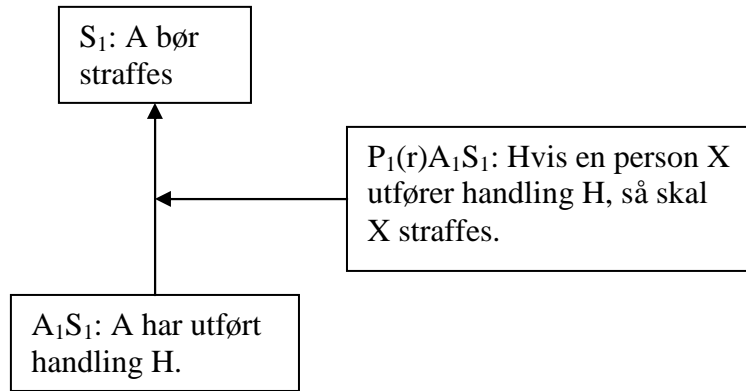 S₁: A bør
straffes
P₁(r)A₁S₁: Hvis en person X
utfører handling H, så skal
X straffes.
A₁S₁: A har utført
handling H.